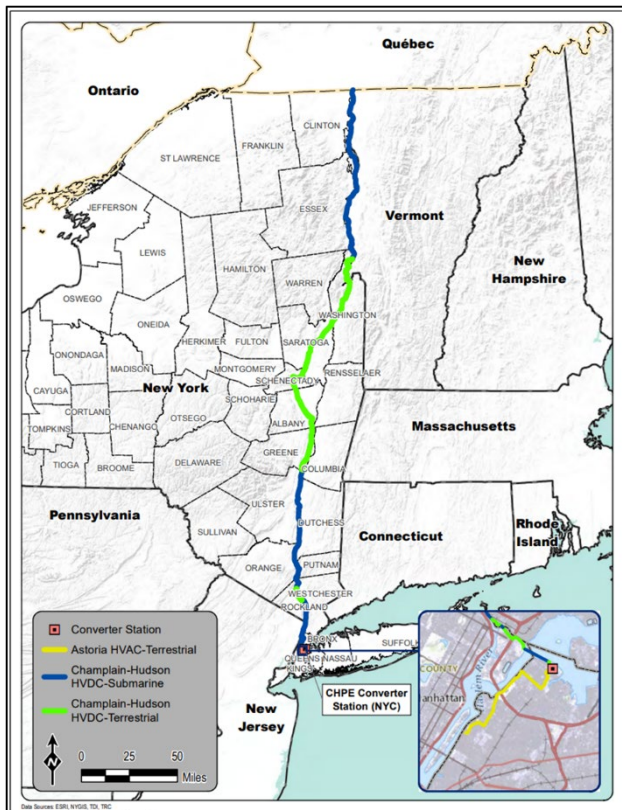 Québec
Ontario
CLINTON
FRANKLIN
ST LAWRENCE
ESSEX
JEFFERSON
Vermont
LEWIS
New
Hampshire
HAMILTON
WARREN
OSWEGO
WASHINGTON
ONEIDA
HERKIMER
FULTON
SARATOGA
ONONDAGA
MADISON
MONTGOMERY
RENSSELAER
CAYUGA
New York
SCHENECTADY
CORTLAND
OTSEGO
SCHOHARIE
ALBANY
TOMPKINS
CHENANGO
Massachusetts
TIOGA
BROOME
DELAWARE
GREENE
COLUMBIA
ULSTER
Pennsylvania
DUTCHESS
Connecticut
Rhode
Island
SULLIVAN
ORANGE
PUTNAM
WESTCHESTER
ROCKLAND
BRONX
SUFFOLK
QUEENS
NASSAU
KINGS
CHPE Converter
Station (NYC)
New
Jersey
Converter Station
Astoria HVAC-Terrestrial
Champlain-Hudson
HVDC-Submarine
Champlain-Hudson
HVDC-Terrestrial
N
0 25 50
Miles
COUNTY
Harlem River
anhattan
Data Sources: ESRI, NYGIS, TDI, TRC